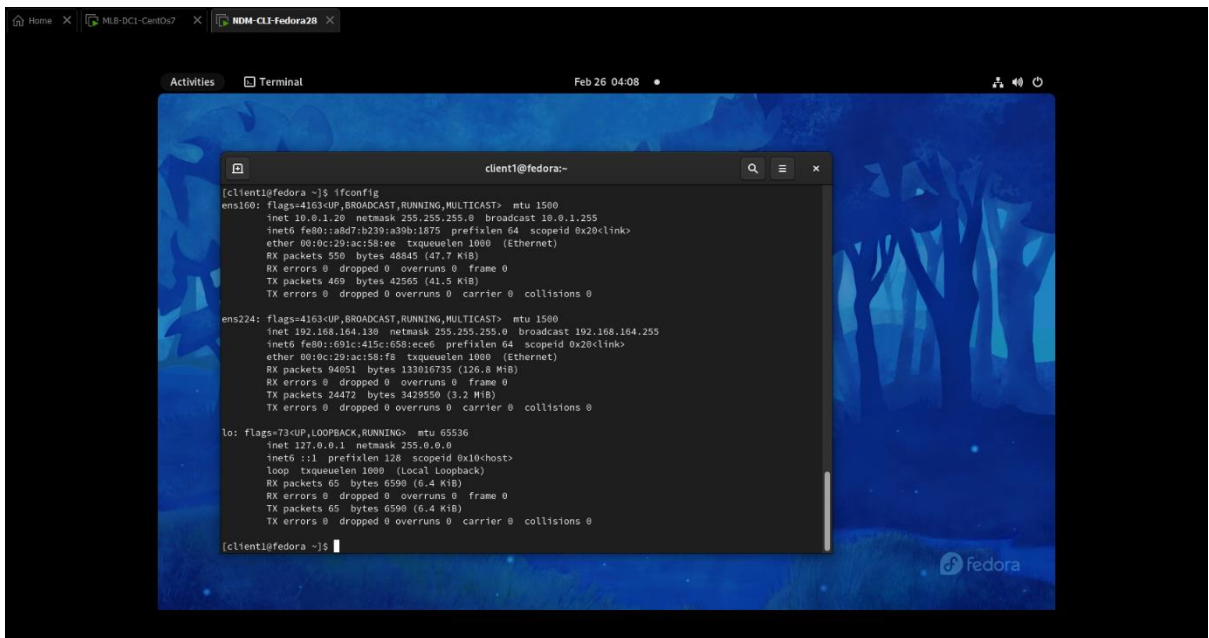 Home MLB-DC1-CentOs7 NDM-CLI-Fedora28
Activities Terminal Feb 26 04:08
client1@fedora:~
[client1@fedora ~]$ ifconfig
ens160: flags=4163<UP,BROADCAST,RUNNING,MULTICAST> mtu 1500
inet 10.0.1.20 netmask 255.255.255.0 broadcast 10.0.1.255
inet6 fe80::a8d7:b239:a39b:1875 prefixlen 64 scopeid 0x20<link>
ether 00:0c:29:ac:58:ee txqueuelen 1000 (Ethernet)
RX packets 550 bytes 48845 (47.7 KiB)
RX errors 0 dropped 0 overruns 0 frame 0
TX packets 469 bytes 42565 (41.5 KiB)
TX errors 0 dropped 0 overruns 0 carrier 0 collisions 0
ens224: flags=4163<UP,BROADCAST,RUNNING,MULTICAST> mtu 1500
inet 192.168.164.130 netmask 255.255.255.0 broadcast 192.168.164.255
inet6 fe80::691c:415c:658:ece6 prefixlen 64 scopeid 0x20<link>
ether 00:0c:29:ac:58:f8 txqueuelen 1000 (Ethernet)
RX packets 94051 bytes 133016735 (126.8 MiB)
RX errors 0 dropped 0 overruns 0 frame 0
TX packets 24472 bytes 3429550 (3.2 MiB)
TX errors 0 dropped 0 overruns 0 carrier 0 collisions 0
lo: flags=73<UP,LOOPBACK,RUNNING> mtu 65536
inet 127.0.0.1 netmask 255.0.0.0
inet6 ::1 prefixlen 128 scopeid 0x10<host>
loop txqueuelen 1000 (Local Loopback)
RX packets 65 bytes 6590 (6.4 KiB)
RX errors 0 dropped 0 overruns 0 frame 0
TX packets 65 bytes 6590 (6.4 KiB)
TX errors 0 dropped 0 overruns 0 carrier 0 collisions 0
[client1@fedora ~]$
fedora